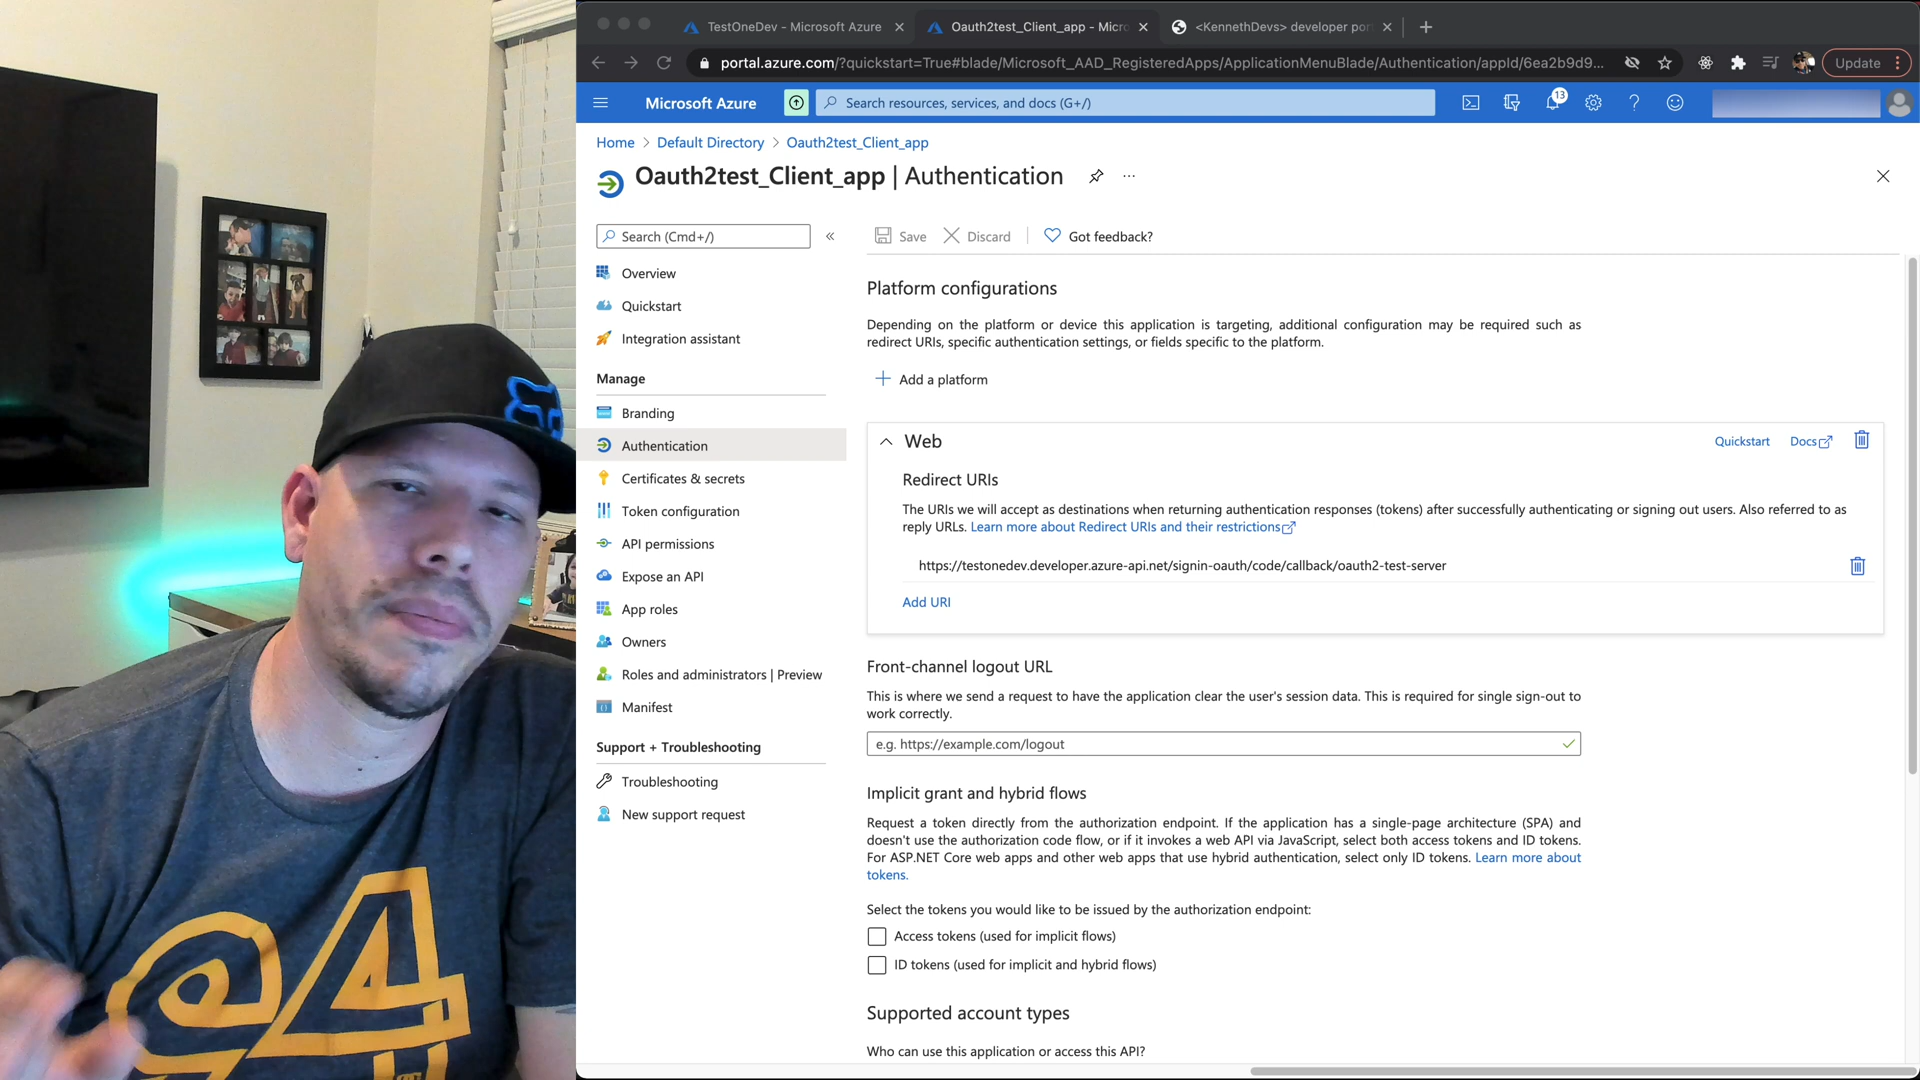 TestOneDev - Microsoft Azure
Oauth2test_Client_app - Micro
<KennethDevs> developer por
portal.azure.com/?quickstart=True#blade/Microsoft_AAD_RegisteredApps/ApplicationMenuBlade/Authentication/appId/6ea2b9d9...
Update
Microsoft Azure
Search resources, services, and docs (G+/)
13
Home > Default Directory > Oauth2test_Client_app
Oauth2test_Client_app | Authentication
Search (Cmd+/)
Overview
Quickstart
Integration assistant
Manage
Branding
Authentication
Certificates & secrets
Token configuration
API permissions
Expose an API
App roles
Owners
Roles and administrators | Preview
Manifest
Support + Troubleshooting
Troubleshooting
New support request
Save
Discard
Got feedback?
Platform configurations
Depending on the platform or device this application is targeting, additional configuration may be required such as
redirect URIs, specific authentication settings, or fields specific to the platform.
Add a platform
Web
Quickstart
Docs
Redirect URIs
The URIs we will accept as destinations when returning authentication responses (tokens) after successfully authenticating or signing out users. Also referred to as
reply URLs. Learn more about Redirect URIs and their restrictions
https://testonedev.developer.azure-api.net/signin-oauth/code/callback/oauth2-test-server
Add URI
Front-channel logout URL
This is where we send a request to have the application clear the user's session data. This is required for single sign-out to
work correctly.
e.g. https://example.com/logout
Implicit grant and hybrid flows
Request a token directly from the authorization endpoint. If the application has a single-page architecture (SPA) and
doesn't use the authorization code flow, or if it invokes a web API via JavaScript, select both access tokens and ID tokens.
For ASP.NET Core web apps and other web apps that use hybrid authentication, select only ID tokens. Learn more about
tokens.
Select the tokens you would like to be issued by the authorization endpoint:
Access tokens (used for implicit flows)
ID tokens (used for implicit and hybrid flows)
Supported account types
Who can use this application or access this API?